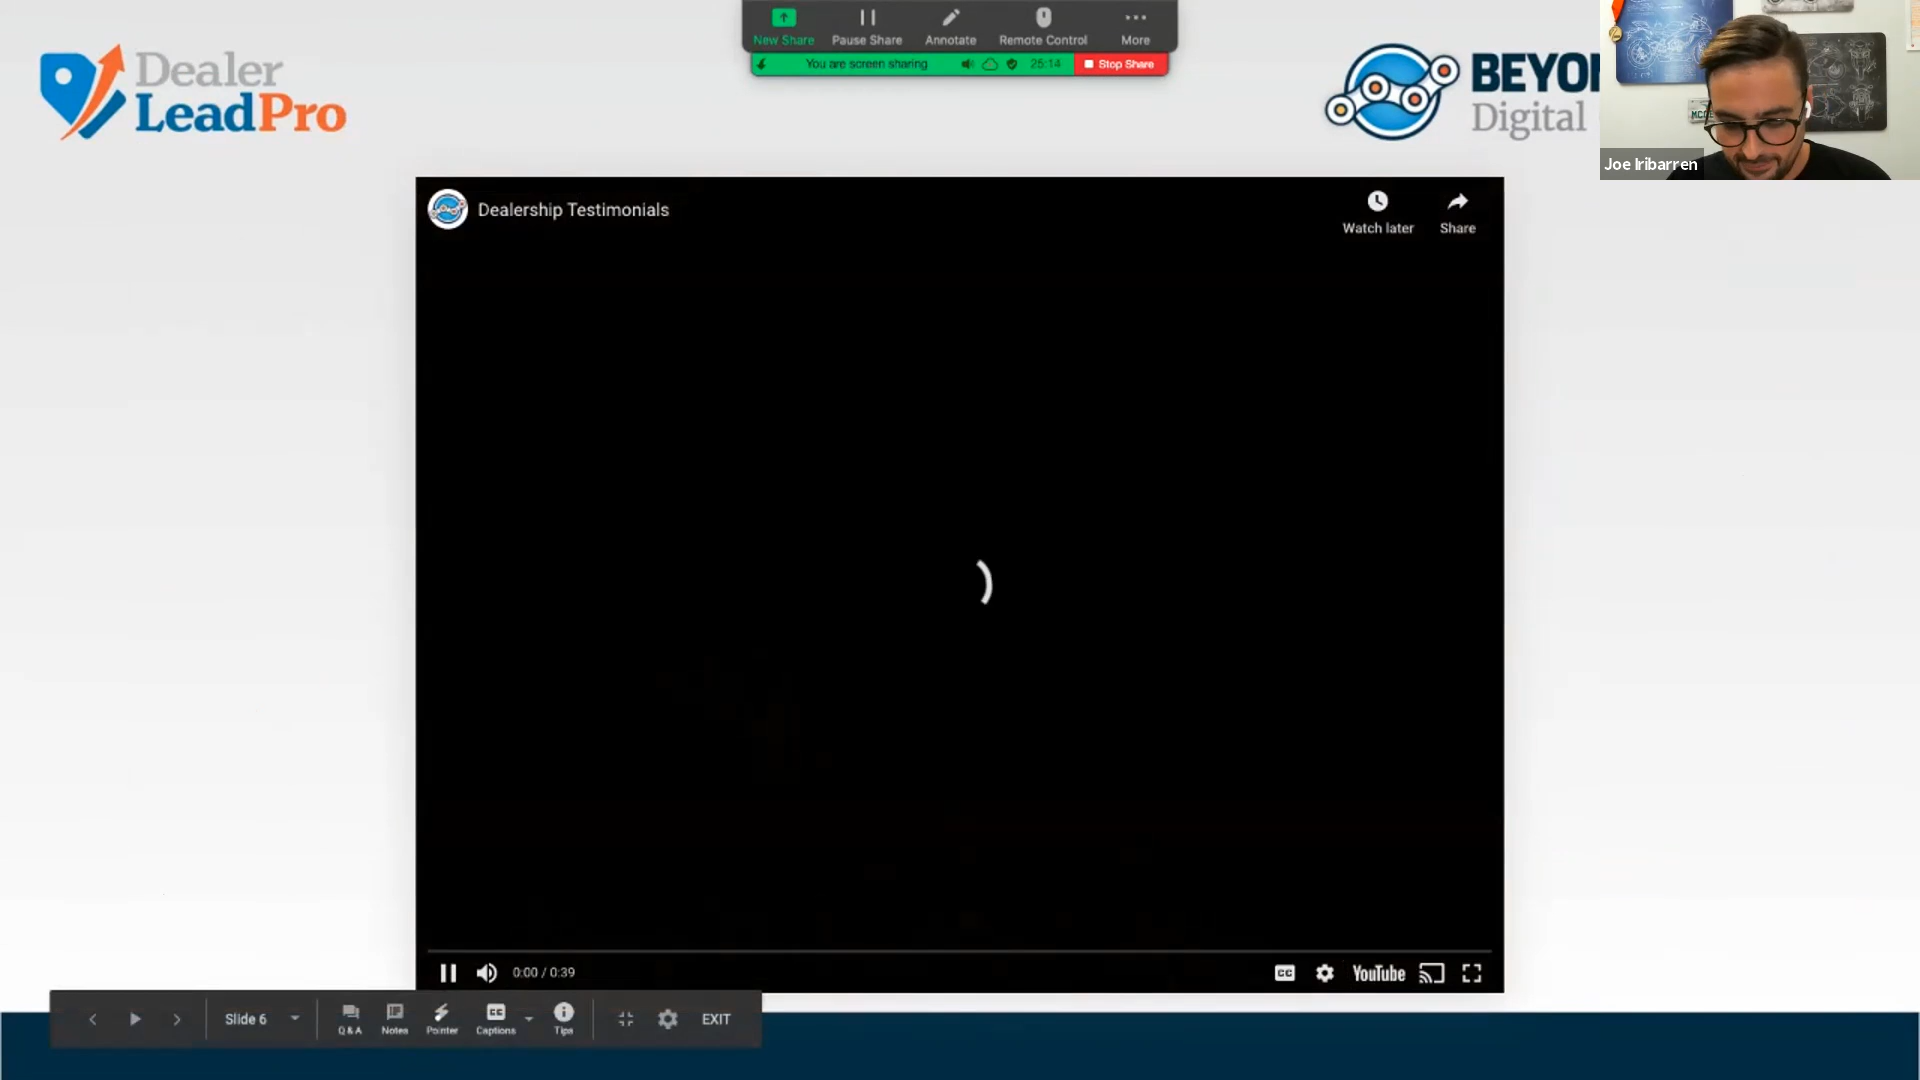 New Share
Pause Share
Annotate
Remote Control
More
You are screen sharing
25:14
Stop Share
Dealer
LeadPro
BEYO
Digital
Joe Iribarren
Dealership Testimonials
Watch later
Share
0:00 / 0:39
CC
YouTube
Slide 6
Q&A
Notes
Pointer
CC
Captions
Tips
EXIT